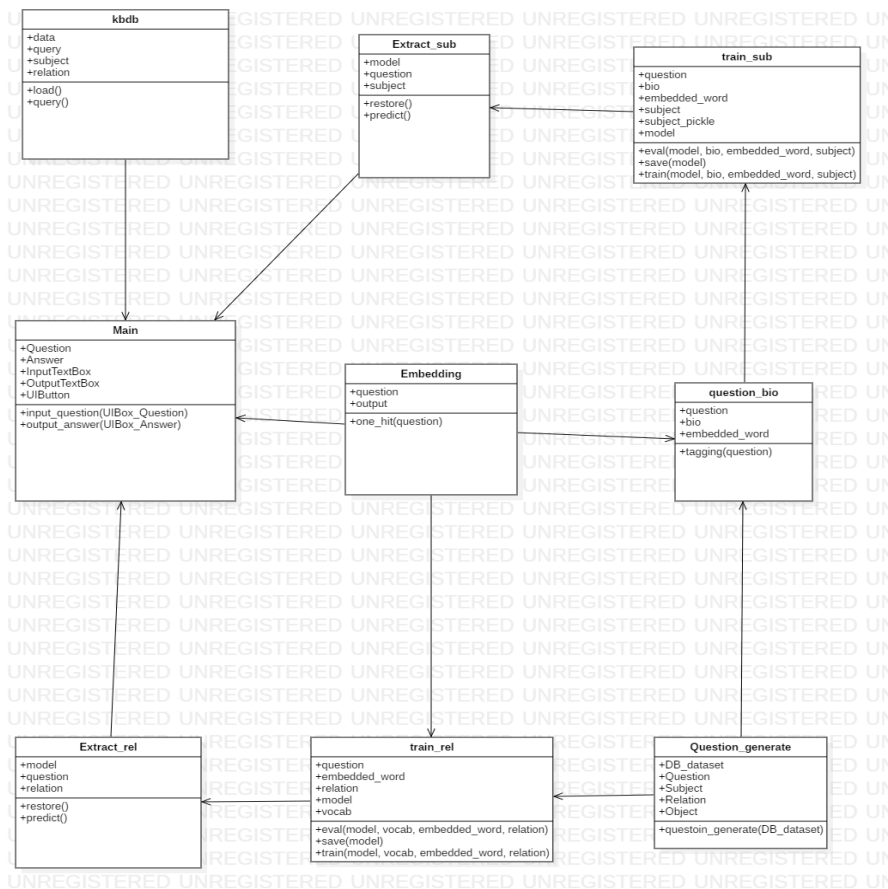 kbdb
+data
+query
+subject
+relation
+load()
+query()
Extract_sub
+model
+question
+subject
+restore()
+predict()
train_sub
+question
+bio
+embedded_word
+subject
+subject_pickle
+model
+eval(model, bio, embedded_word, subject)
+save(model)
+train(model, bio, embedded_word, subject)
Main
+Question
+Answer
+InputTextBox
+OutputTextBox
+UIButton
+input_question(UIBox_Question)
+output_answer(UIBox_Answer)
Embedding
+question
+output
+one_hit(question)
question_bio
+question
+bio
+embedded_word
+tagging(question)
Extract_rel
+model
+question
+relation
+restore()
+predict()
train_rel
+question
+embedded_word
+relation
+model
+vocab
+eval(model, vocab, embedded_word, relation)
+save(model)
+train(model, vocab, embedded_word, relation)
Question_generate
+DB_dataset
+Question
+Subject
+Relation
+Object
+questoin_generate(DB_dataset)
UNREGISTERED